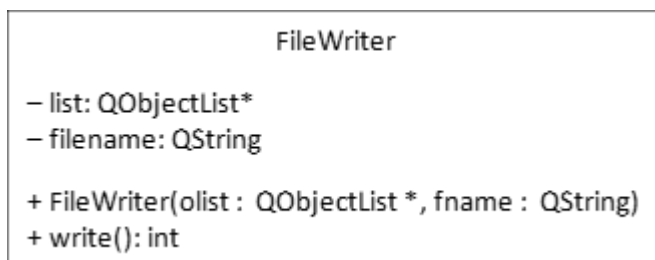 FileWriter
– list: QObjectList*
– filename: QString
+ FileWriter(olist : QObjectList *, fname : QString)
+ write(): int